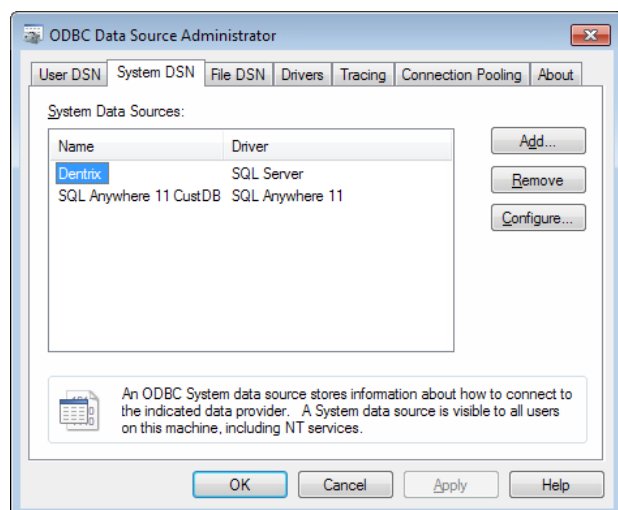 ODBC Data Source Administrator
User DSN System DSN File DSN Drivers Tracing Connection Pooling About
System Data Sources:
Name Driver
Add...
Dentrix SQL Server
Remove
SQL Anywhere 11 CustDB SQL Anywhere 11
Configure...
An ODBC System data source stores information about how to connect to
the indicated data provider. A System data source is visible to all users
on this machine, including NT services.
OK Cancel Apply Help